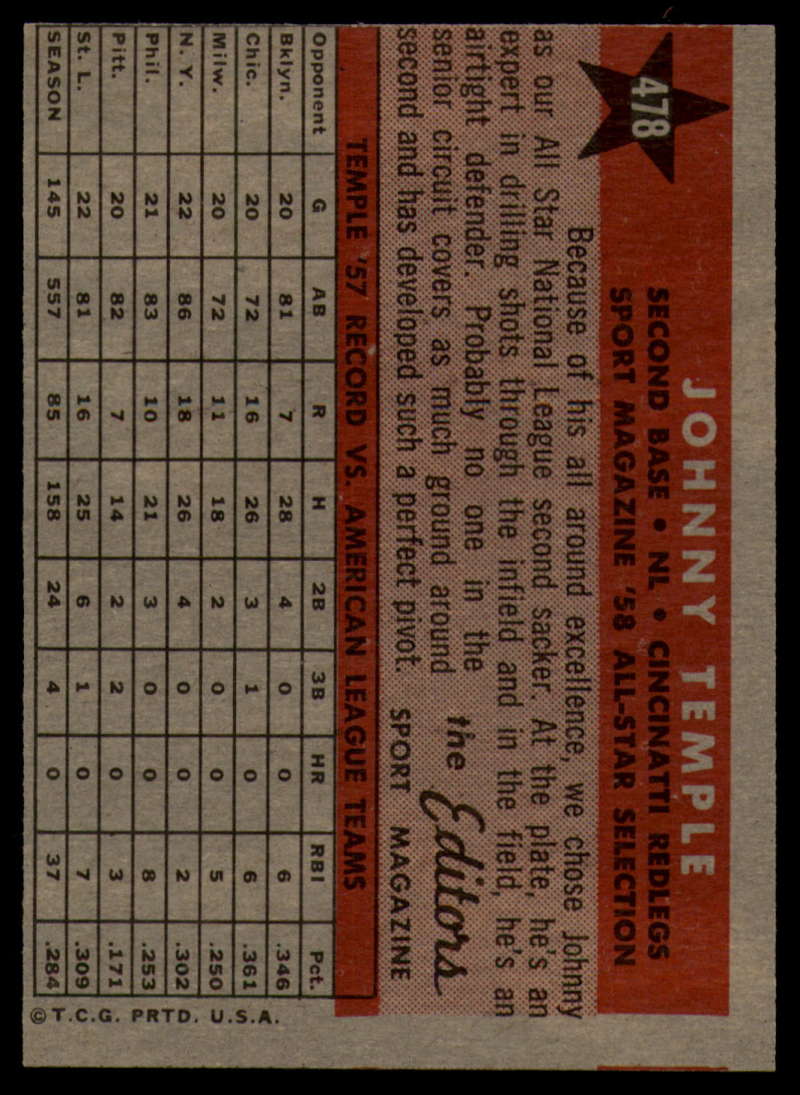 478
JOHNNY TEMPLE
SECOND BASE • NL • CINCINATTI REDLEGS
SPORT MAGAZINE '58 ALL-STAR SELECTION
Because of his all around excellence, we chose Johnny
as our All Star National League second sacker. At the plate, he's an
expert in drilling shots through the infield and in the field, he's an
airtight defender. Probably no one in the
senior circuit covers as much ground around
second and has developed such a perfect pivot.
the Editors
SPORT MAGAZINE
TEMPLE '57 RECORD VS. AMERICAN LEAGUE TEAMS
Opponent G AB R H 2B 3B HR RBI Pct.
Bklyn. 20 81 7 28 4 0 0 6 .346
Chic. 20 72 16 26 3 1 0 6 .361
Milw. 20 72 11 18 2 0 0 5 .250
N. Y. 22 86 18 26 4 0 0 2 .302
Phil. 21 83 10 21 3 0 0 8 .253
Pitt. 20 82 7 14 2 2 0 3 .171
St. L. 22 81 16 25 6 1 0 7 .309
SEASON 145 557 85 158 24 4 0 37 .284
© T.C.G. PRTD. U.S.A.